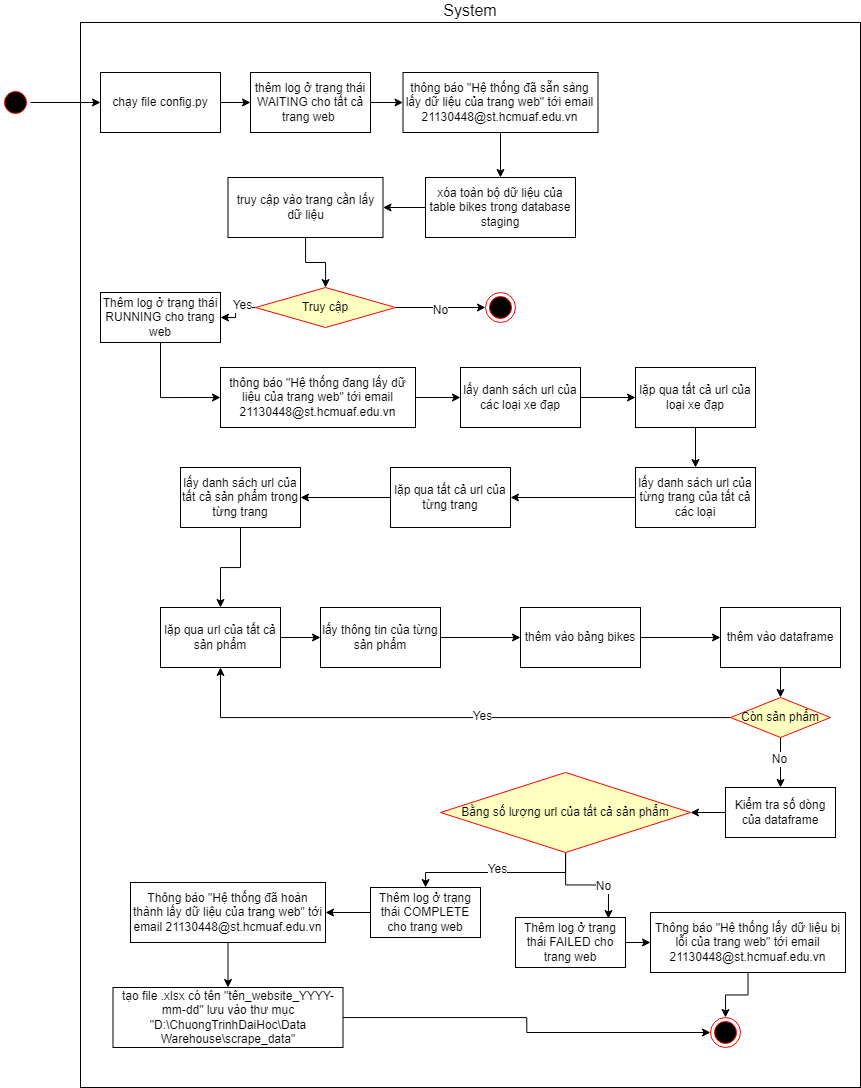 System
chạy file config.py
thêm log ở trạng thái
WAITING cho tất cả
trang web
thông báo "Hệ thống đã sẵn sàng
lấy dữ liệu của trang web" tới email
21130448@st.hcmuaf.edu.vn
xóa toàn bộ dữ liệu của
table bikes trong database
staging
truy cập vào trang cần lấy
dữ liệu
Truy cập
Yes
No
Thêm log ở trạng thái
RUNNING cho trang
web
thông báo "Hệ thống đang lấy dữ
liệu của trang web" tới email
21130448@st.hcmuaf.edu.vn
lấy danh sách url của
các loại xe đạp
lặp qua tất cả url của
loại xe đạp
lấy danh sách url của
từng trang của tất cả
các loại
lặp qua tất cả url của
từng trang
lấy danh sách url của
tất cả sản phẩm trong
từng trang
lặp qua url của tất cả
sản phẩm
lấy thông tin của từng
sản phẩm
thêm vào bảng bikes
thêm vào dataframe
Còn sản phẩm
Yes
No
Kiểm tra số dòng
của dataframe
Bằng số lượng url của tất cả sản phẩm
Yes
No
Thêm log ở trạng
thái COMPLETE
cho trang web
Thông báo "Hệ thống đã hoàn
thành lấy dữ liệu của trang web" tới
email 21130448@st.hcmuaf.edu.vn
Thêm log ở trạng
thái FAILED cho
trang web
Thông báo "Hệ thống lấy dữ liệu bị
lỗi của trang web" tới email
21130448@st.hcmuaf.edu.vn
tạo file .xlsx có tên "tên_website_YYYY-
mm-dd" lưu vào thư mục
"D:\ChuongTrinhDaiHoc\Data
Warehouse\scrape_data"